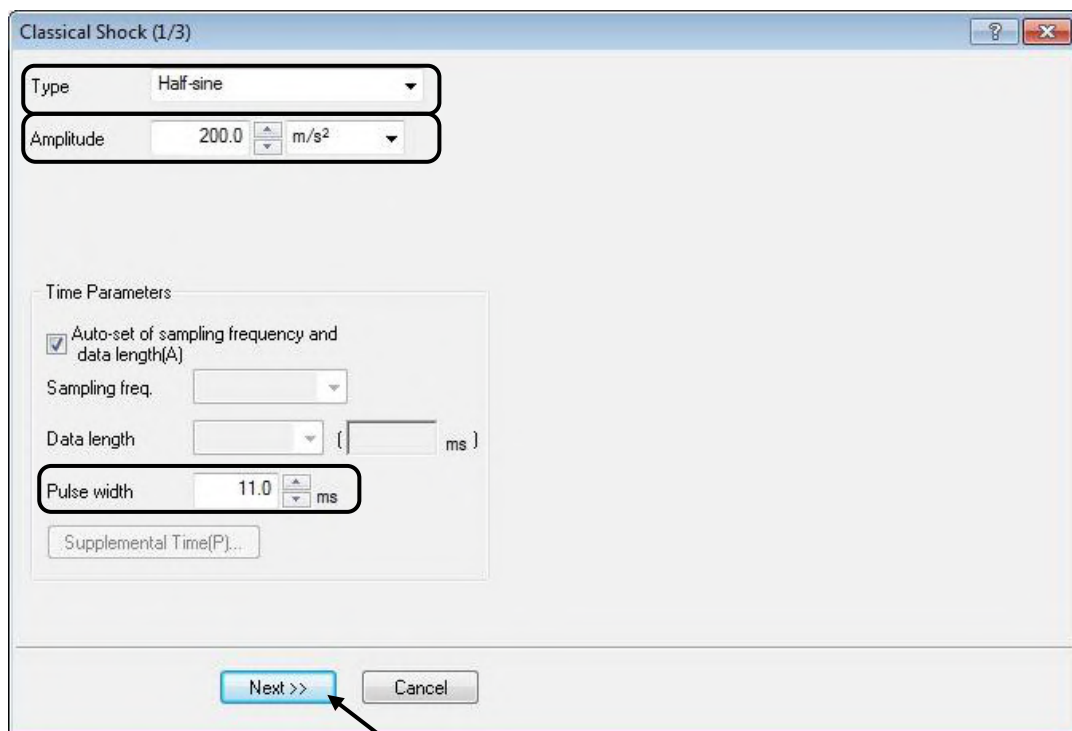 Classical Shock (1/3)
Type Half-sine
Amplitude 200.0 m/s²
Time Parameters
Auto-set of sampling frequency and
data length(A)
Sampling freq.
Data length ( ms )
Pulse width 11.0 ms
Supplemental Time(P)...
Next >> Cancel